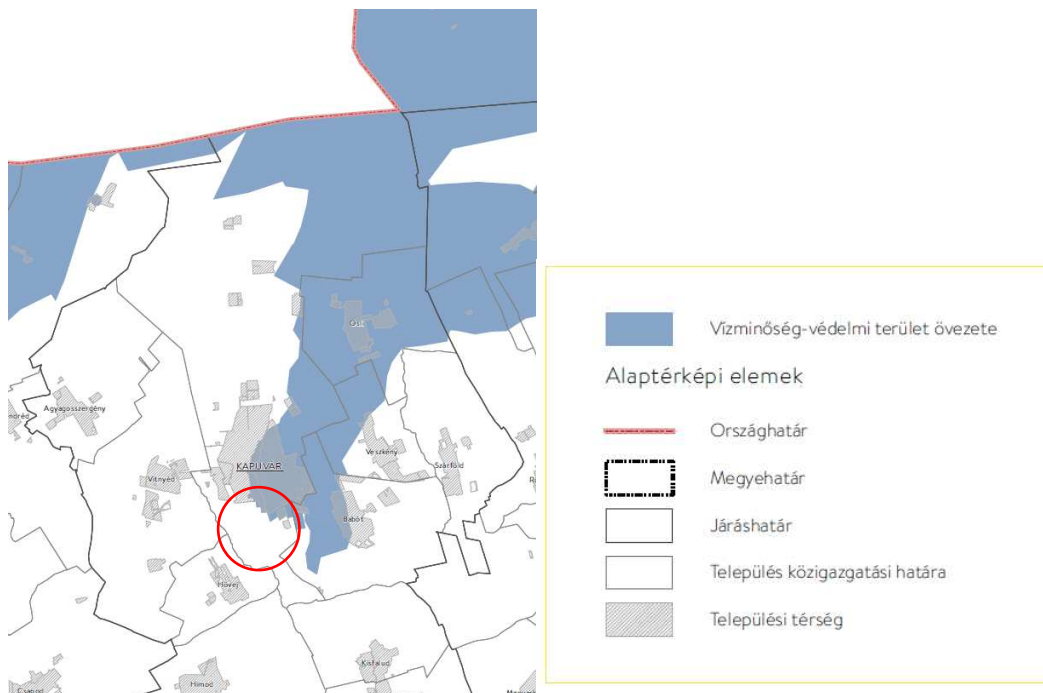 Osli
Agyagosszergény
KAPUVÁR
Veszkény
Szárföld
Vitnyéd
Babót
Hövej
Kisfalud
Himod
Csapod
Vízminőség-védelmi terület övezete
Alaptérképi elemek
Országhatár
Megyehatár
Járáshatár
Település közigazgatási határa
Települési térség